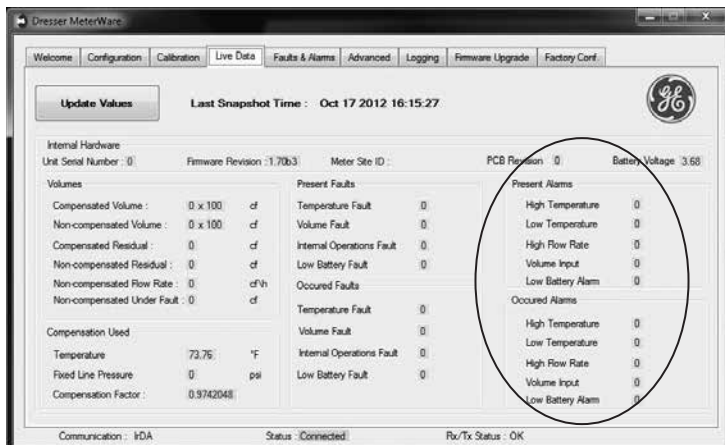 Dresser MeterWare
Welcome Configuration Calibration Live Data Faults & Alarms Advanced Logging Firmware Upgrade Factory Conf.
Update Values Last Snapshot Time : Oct 17 2012 16:15:27
GE
Internal Hardware
Unit Serial Number : 0 Firmware Revision : 1.70b3 Meter Site ID : PCB Revision 0 Battery Voltage 3.68
Volumes
Compensated Volume : 0 x 100 cf
Non-compensated Volume : 0 x 100 cf
Compensated Residual : 0 cf
Non-compensated Residual : 0 cf
Non-compensated Flow Rate : 0 cf\h
Non-compensated Under Fault : 0 cf
Compensation Used
Temperature 73.76 °F
Fixed Line Pressure 0 psi
Compensation Factor : 0.9742048
Present Faults
Temperature Fault 0
Volume Fault 0
Internal Operations Fault 0
Low Battery Fault 0
Occured Faults
Temperature Fault 0
Volume Fault 0
Internal Operations Fault 0
Low Battery Fault 0
Present Alarms
High Temperature 0
Low Temperature 0
High Flow Rate 0
Volume Input 0
Low Battery Alarm 0
Occured Alarms
High Temperature 0
Low Temperature 0
High Flow Rate 0
Volume Input 0
Low Battery Alarm 0
Communication : IrDA Status : Connected Rx/Tx Status : OK